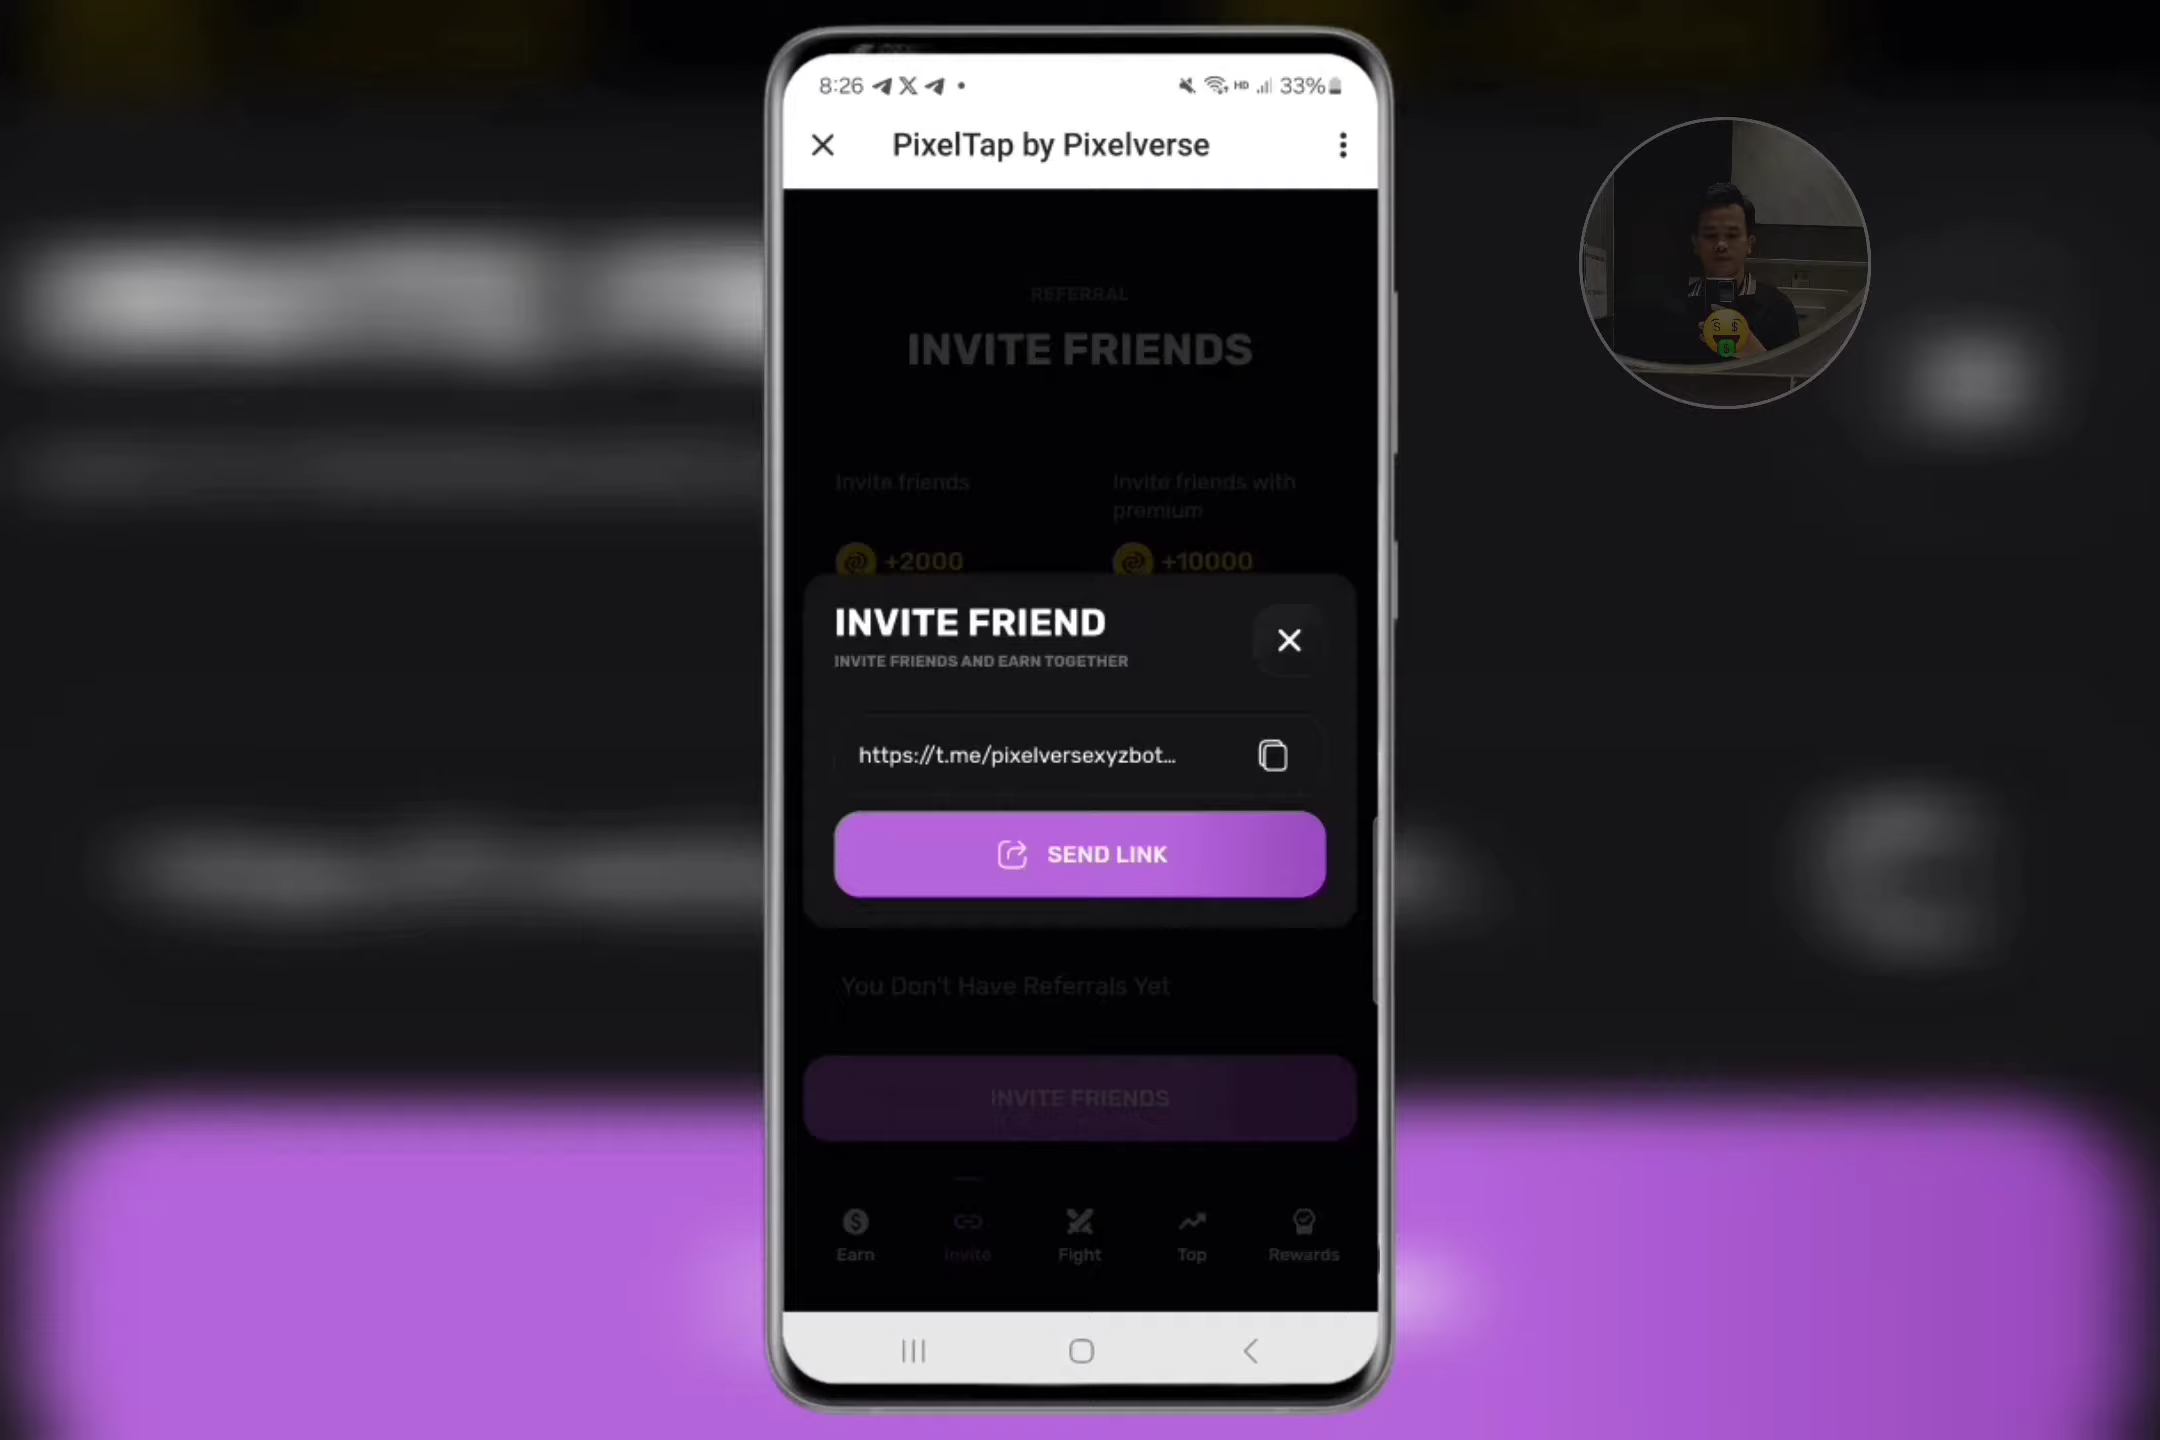 8:26
HD 33%
PixelTap by Pixelverse
REFERRAL
INVITE FRIENDS
Invite friends
Invite friends with
premium
+2000
+10000
INVITE FRIEND
INVITE FRIENDS AND EARN TOGETHER
https://t.me/pixelversexyzbot...
SEND LINK
You Don't Have Referrals Yet
INVITE FRIENDS
Earn
Invite
Fight
Top
Rewards